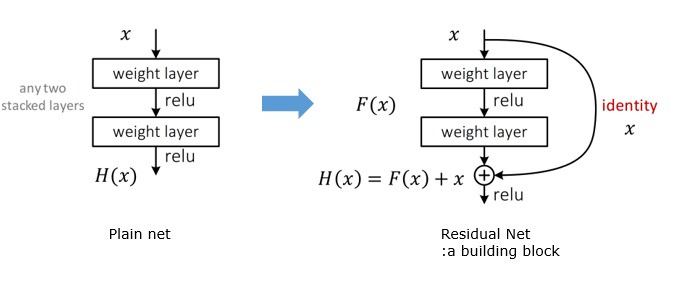 x
weight layer
any two
stacked layers
relu
weight layer
relu
H(x)
Plain net
x
weight layer
F(x)
relu
identity
x
weight layer
H(x) = F(x) + x
relu
Residual Net
:a building block